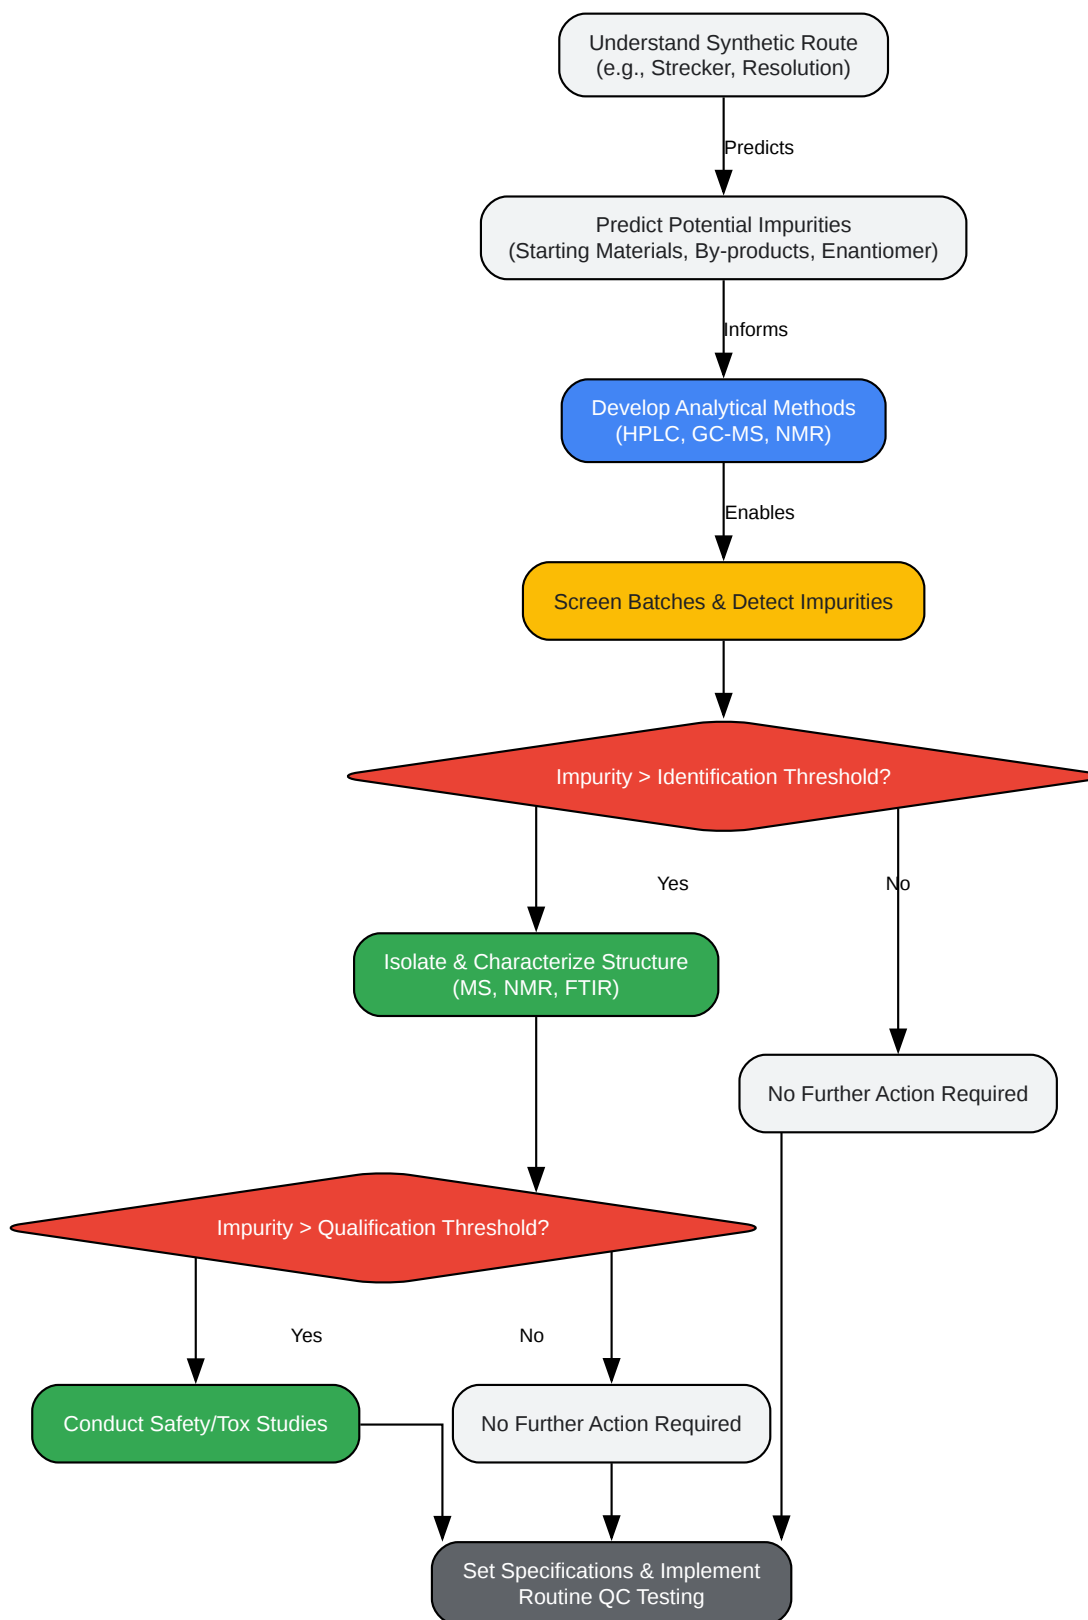 Understand Synthetic Route
(e.g., Strecker, Resolution)
Predicts
Predict Potential Impurities
(Starting Materials, By-products, Enantiomer)
Informs
Develop Analytical Methods
(HPLC, GC-MS, NMR)
Enables
Screen Batches & Detect Impurities
Impurity > Identification Threshold?
Yes
No
Isolate & Characterize Structure
(MS, NMR, FTIR)
No Further Action Required
Impurity > Qualification Threshold?
Yes
No
Conduct Safety/Tox Studies
No Further Action Required
Set Specifications & Implement
Routine QC Testing